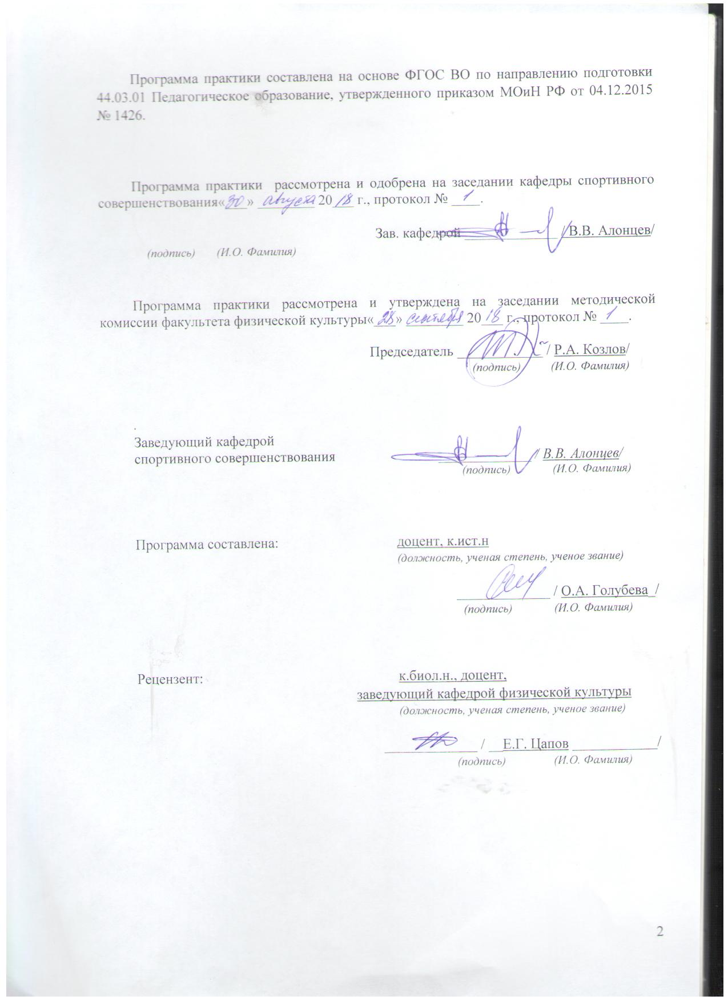 Программа практики составлена на основе ФГОС ВО по направлению подготовки
44.03.01 Педагогическое образование, утвержденного приказом МОиН РФ от 04.12.2015
№ 1426.
Программа практики рассмотрена и одобрена на заседании кафедры спортивного
совершенствования«30» августа 2018 г., протокол № 1.
Зав. кафедрой ____________ / В.В. Алонцев/
(подпись) (И.О. Фамилия)
Программа практики рассмотрена и утверждена на заседании методической
комиссии факультета физической культуры«28» сентября 2018 г., протокол № 1.
Председатель ____________ / Р.А. Козлов/
(подпись) (И.О. Фамилия)
.
Заведующий кафедрой
спортивного совершенствования ____________ / В.В. Алонцев/
(подпись) (И.О. Фамилия)
Программа составлена: доцент, к.ист.н
(должность, ученая степень, ученое звание)
____________ / О.А. Голубева_/
(подпись) (И.О. Фамилия)
Рецензент: к.биол.н., доцент,
заведующий кафедрой физической культуры
(должность, ученая степень, ученое звание)
____________ / __Е.Г. Цапов ____________/
(подпись) (И.О. Фамилия)
2